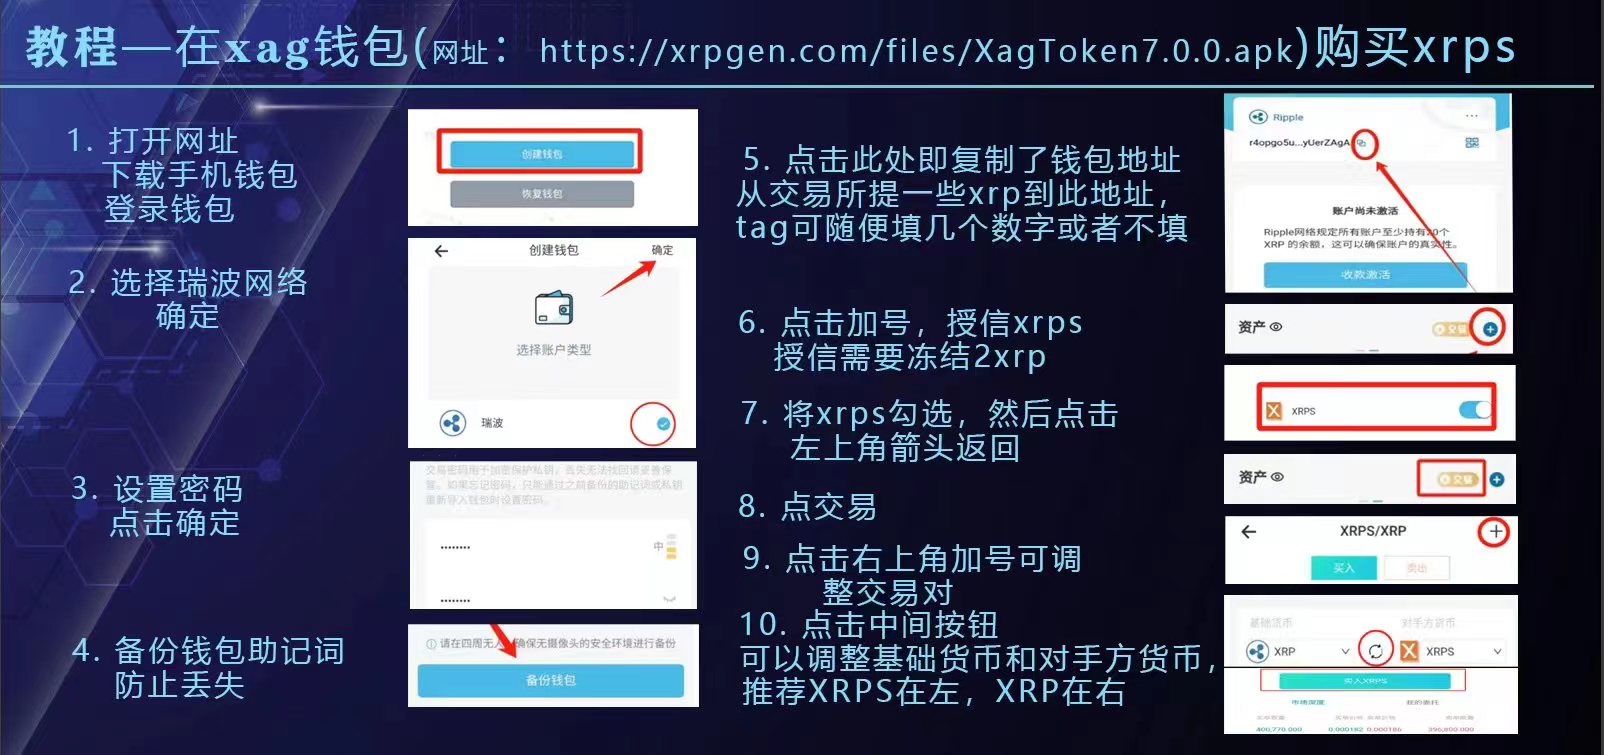 教程—在xag钱包(网址：https://xrpgen.com/files/XagToken7.0.0.apk)购买xrps
1. 打开网址
下载手机钱包
登录钱包
创建钱包
恢复钱包
2. 选择瑞波网络
确定
创建钱包
确定
选择账户类型
瑞波
3. 设置密码
点击确定
交易密码用于加密保护私钥，丢失无法找回请妥善保
管。如果忘记密码，只能通过之前备份的助记词或私钥
重新导入钱包时设置密码。
中
4. 备份钱包助记词
防止丢失
请在四周无人 确保无摄像头的安全环境进行备份
备份钱包
5. 点击此处即复制了钱包地址
从交易所提一些xrp到此地址，
tag可随便填几个数字或者不填
Ripple
r4opgo5u...yUerZAgA
账户尚未激活
Ripple网络规定所有账户至少持有20个
XRP 的余额，这可以确保账户的真实性。
收款激活
6. 点击加号，授信xrps
授信需要冻结2xrp
资产
交易
7. 将xrps勾选，然后点击
左上角箭头返回
XRPS
8. 点交易
资产
交易
9. 点击右上角加号可调
整交易对
XRPS/XRP
买入
卖出
10. 点击中间按钮
可以调整基础货币和对手方货币，
推荐XRPS在左，XRP在右
基础货币
对手方货币
XRP
XRPS
买入XRPS
市场深度
我的委托
400,770.000
0.000182
0.000186
396,800.000